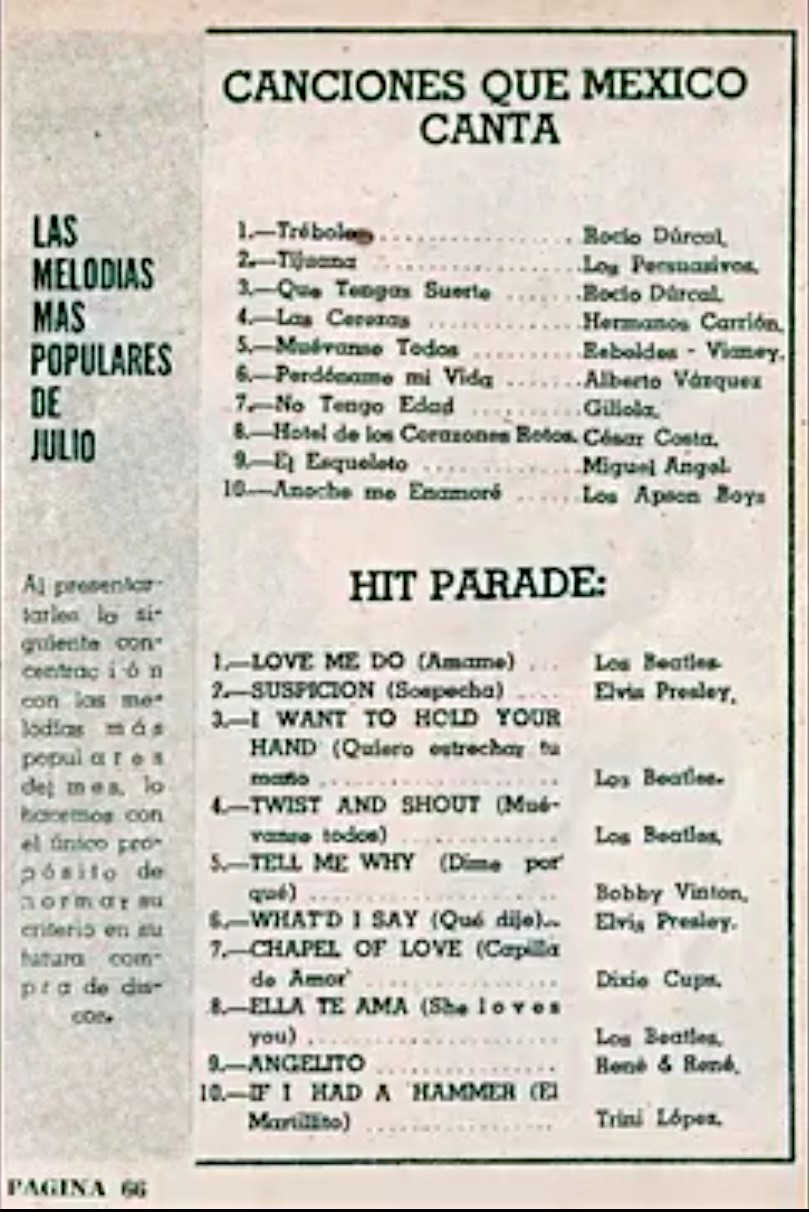 CANCIONES QUE MEXICO
CANTA
LAS
MELODIAS
MAS
POPULARES
DE
JULIO
Al presentar-
tarles la si-
guiente con-
centrac i ó n
con las me-
lodías m á s
popul a r e s
del m e s, lo
hacemos con
el único pro-
p ó s i t o de
n o r m a r su
criterio en su
futura com-
p r a de dis-
cos.
1.—Tréboles .............. Rocío Dúrcal.
2.—Tijuana .............. Los Persuasivos.
3.—Que Tengas Suerte ....... Rocío Dúrcal.
4.—Las Cerezas ............ Hermanos Carrión.
5.—Muévanse Todos ......... Rebeldes - Vianey.
6.—Perdóname mi Vida ....... Alberto Vázquez
7.—No Tengo Edad ......... Gillola.
8.—Hotel de los Corazones Rotos. César Costa.
9.—El Esqueleto ............ Miguel Angel.
10.—Anoche me Enamoré ...... Los Apson Boys
HIT PARADE:
1.—LOVE ME DO (Amame) ... Los Beatles.
2.—SUSPICION (Sospecha) .... Elvis Presley.
3.—I WANT TO HOLD YOUR
HAND (Quiero estrechar tu
maño .................. Los Beatles.
4.—TWIST AND SHOUT (Mué-
vanse todos) ............ Los Beatles.
5.—TELL ME WHY (Dime por
qué) .................. Bobby Vinton.
6.—WHAT'D I SAY (Qué dije)... Elvis Presley.
7.—CHAPEL OF LOVE (Capilla
de Amor' .............. Dixie Cups.
8.—ELLA TE AMA (She l o v e s
you) .................. Los Beatles.
9.—ANGELITO .............. René & René.
10.—IF I HAD A HAMMER (El
Martillito) .............. Trini López.
PAGINA 66